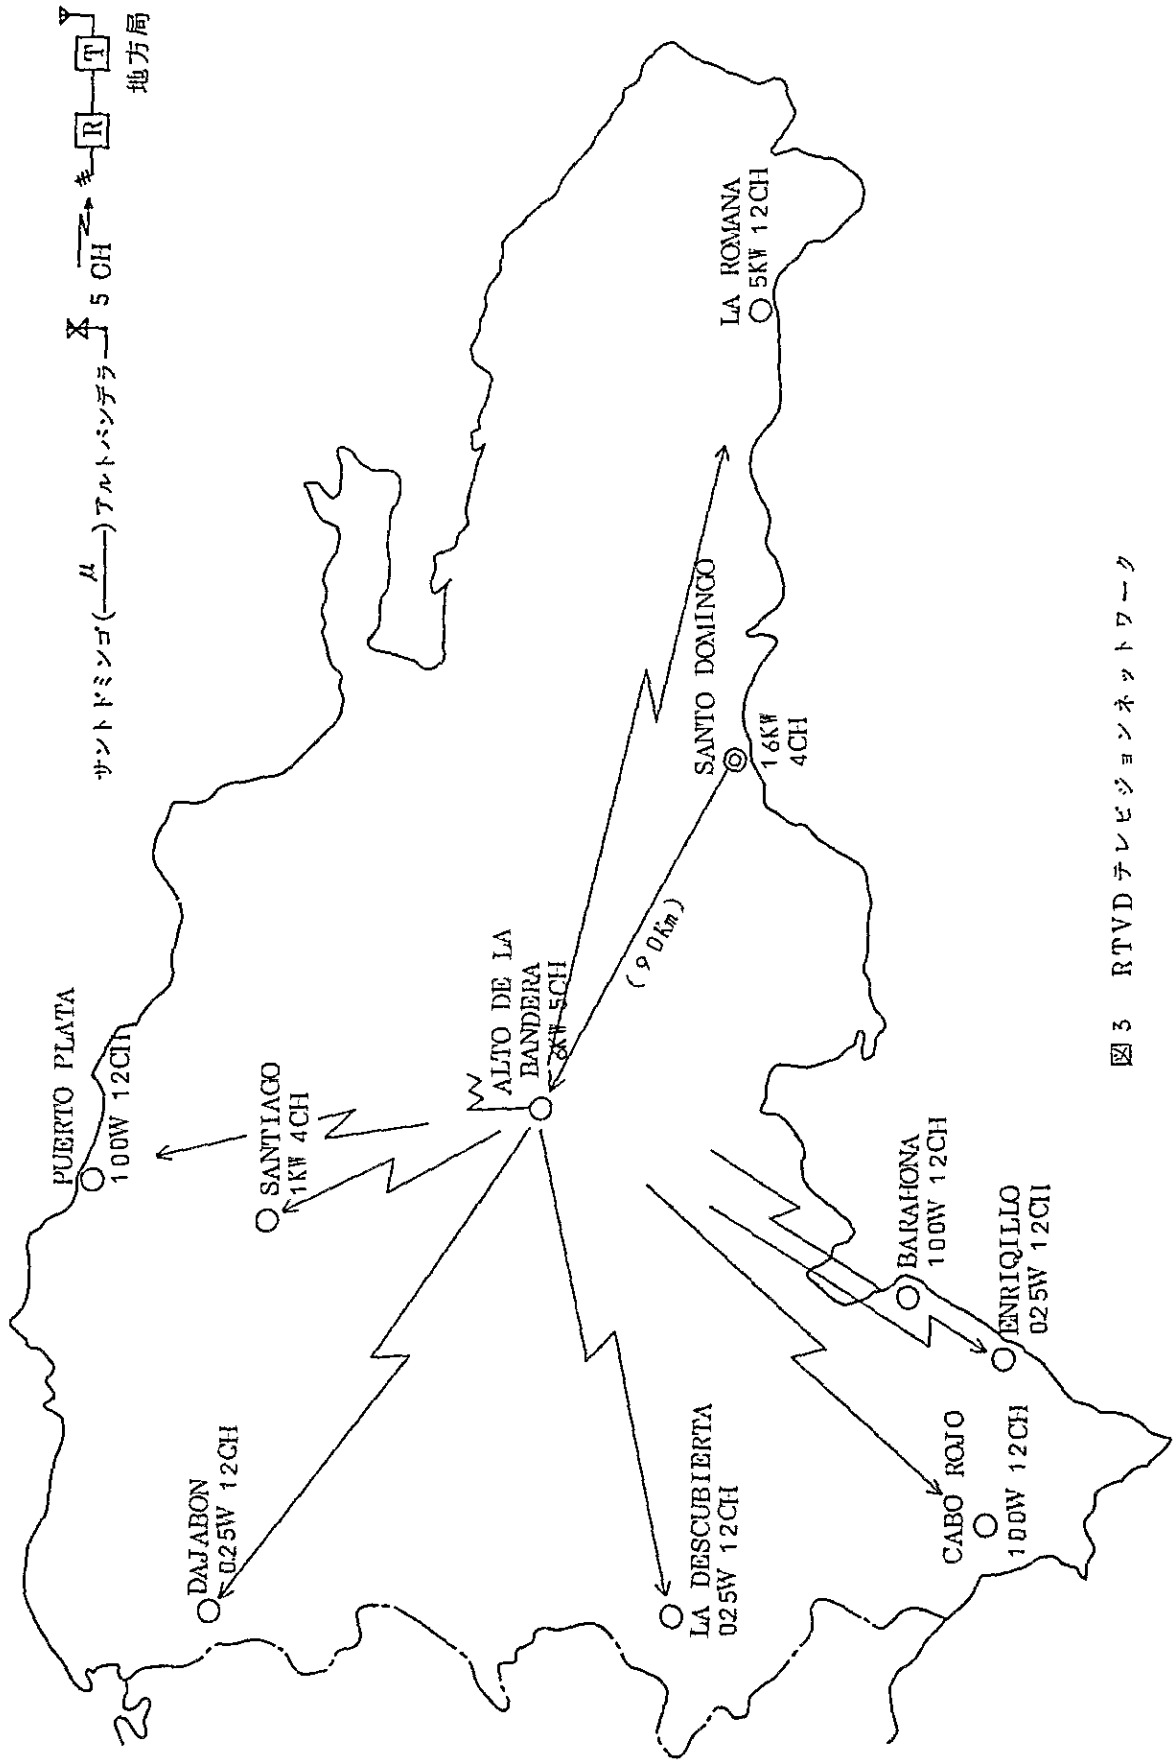 サントドミンゴ(—μ—)アルトバンデラ 5 CH R T
地方局
PUERTO PLATA
100W 12CH
SANTIAGO
1KW 4CH
DAJABON
025W 12CH
ALTO DE LA
BANDERA
5CH
(90Km)
SANTO DOMINGO
16KW
4CH
LA ROMANA
5KW 12CH
LA DESCUBIERTA
025W 12CH
BARAHONA
100W 12CH
ENRIQILLO
025W 12CH
CABO ROJO
100W 12CH
図3 RTVDテレビジョンネットワーク